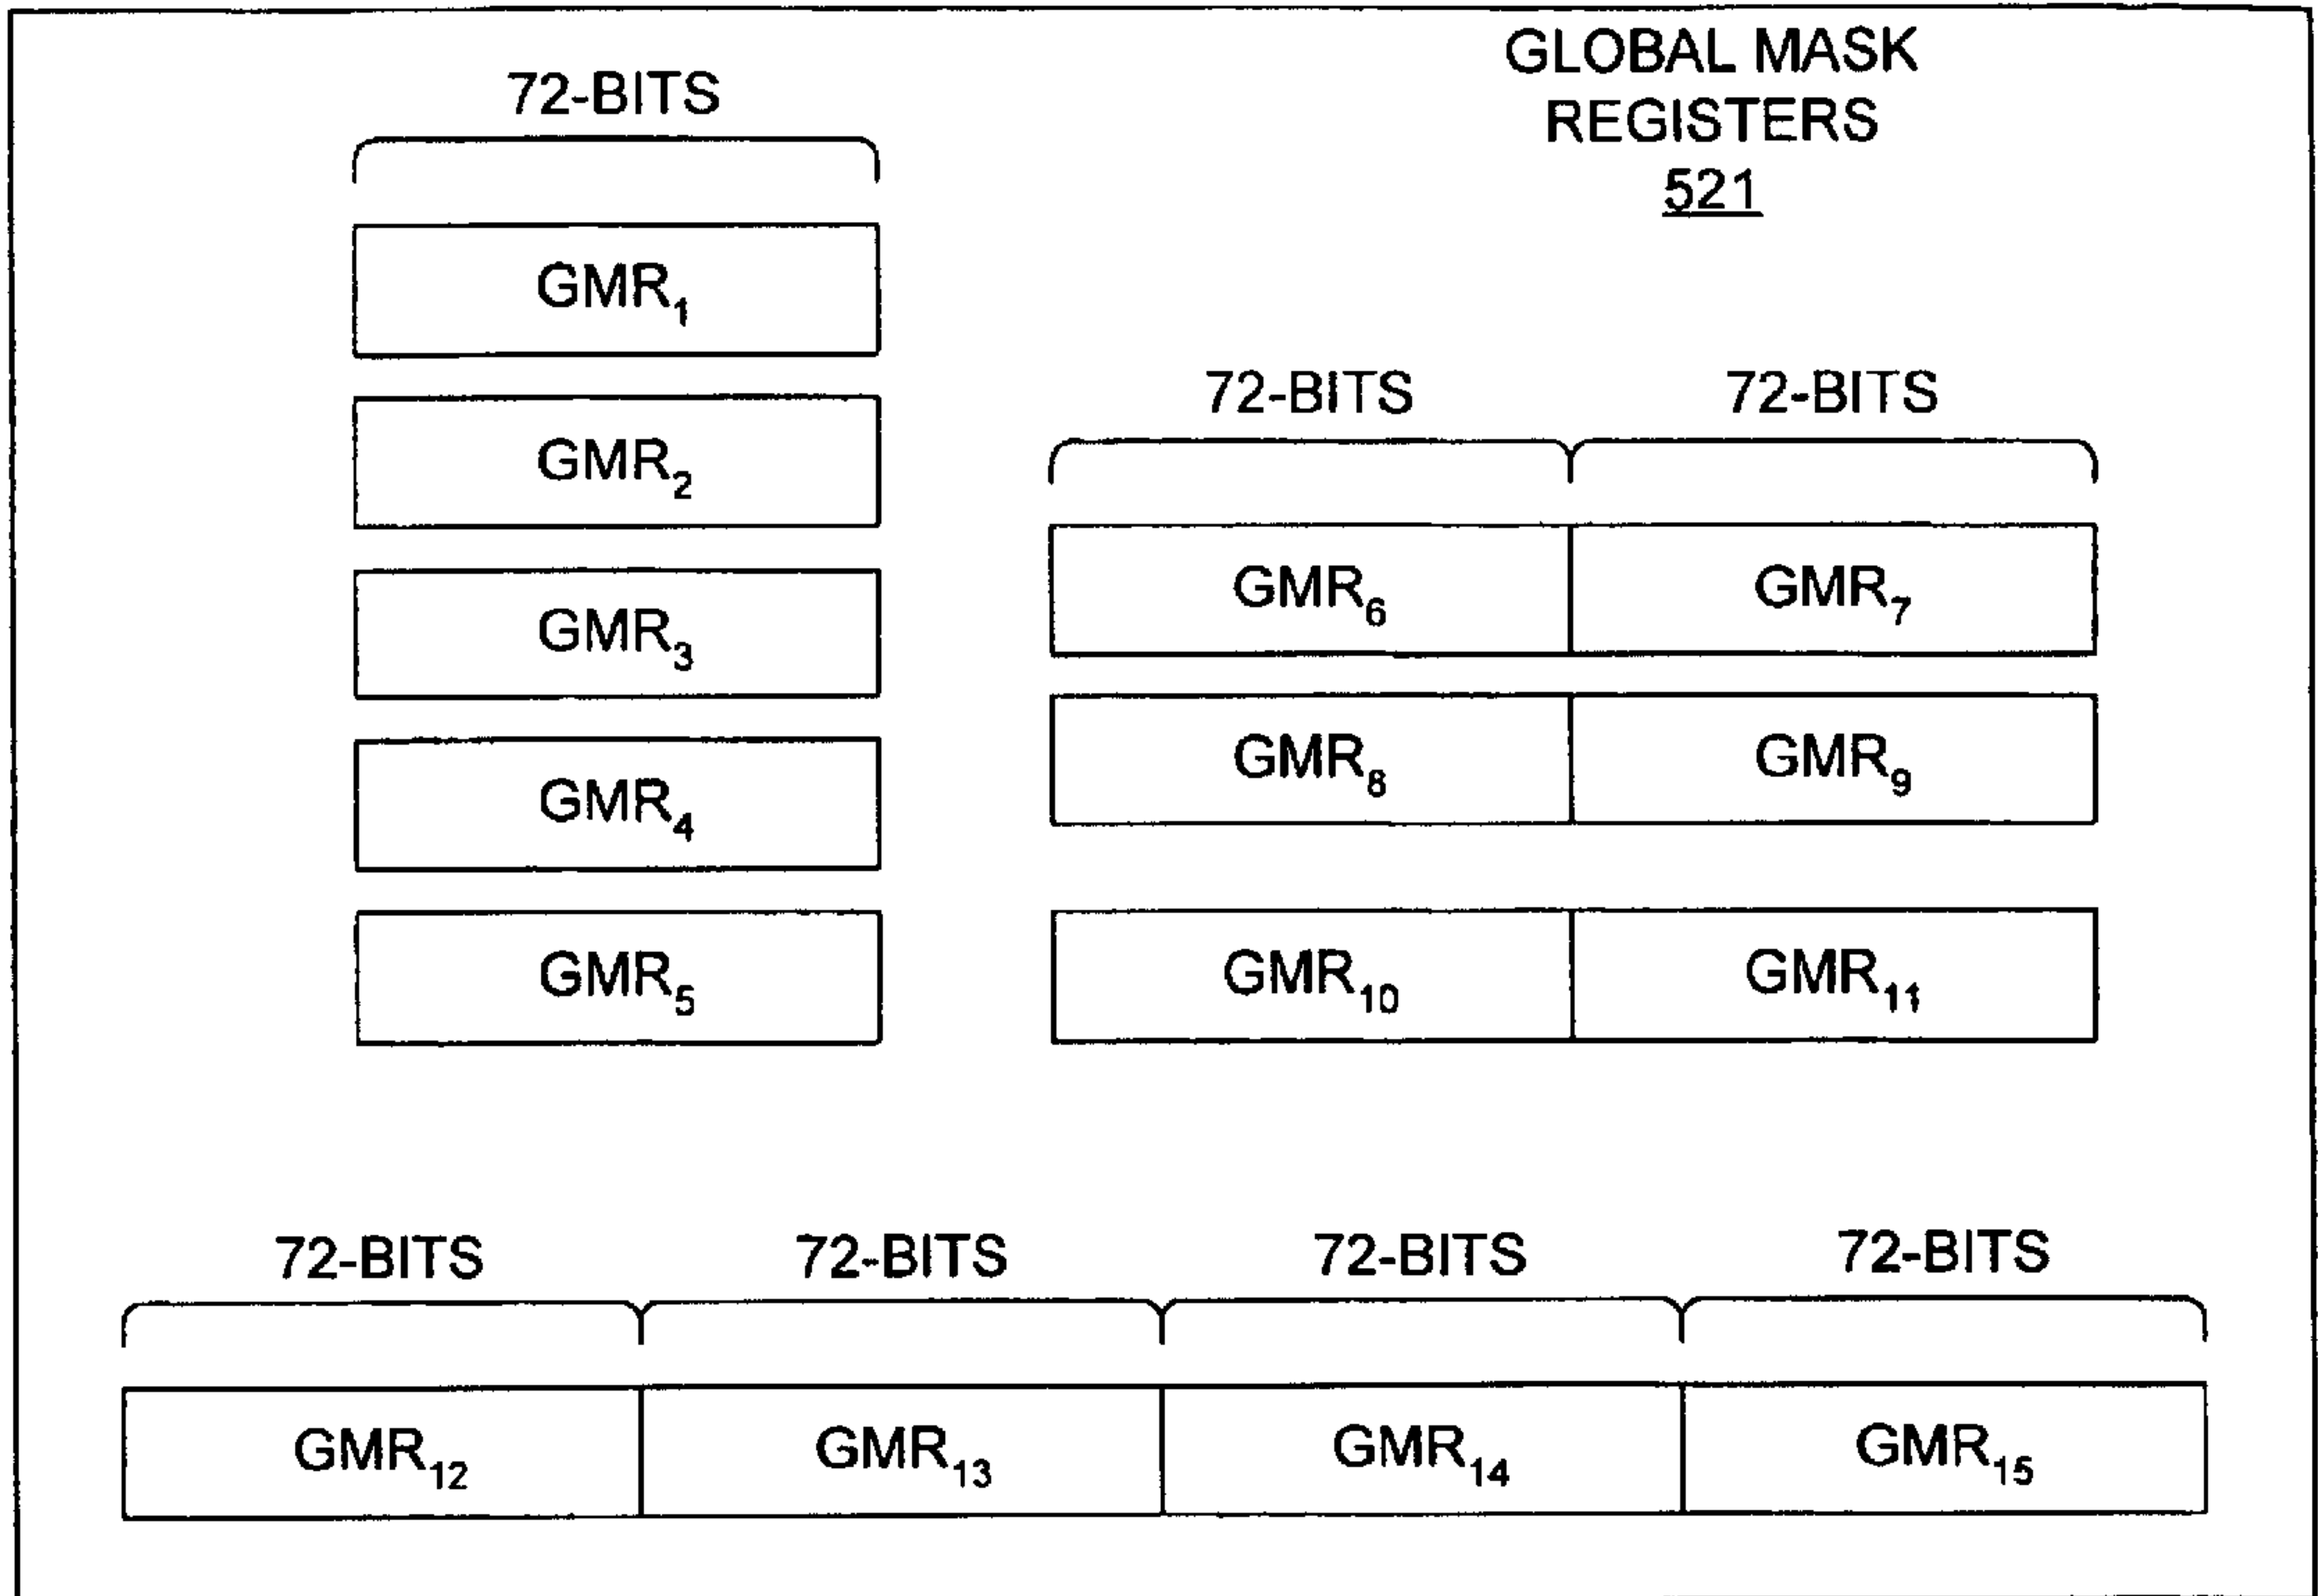 GLOBAL MASK
REGISTERS
521
72-BITS
GMR₁
GMR₂
GMR₃
GMR₄
GMR₅
72-BITS 72-BITS
GMR₆ GMR₇
GMR₈ GMR₉
GMR₁₀ GMR₁₁
72-BITS 72-BITS 72-BITS 72-BITS
GMR₁₂ GMR₁₃ GMR₁₄ GMR₁₅